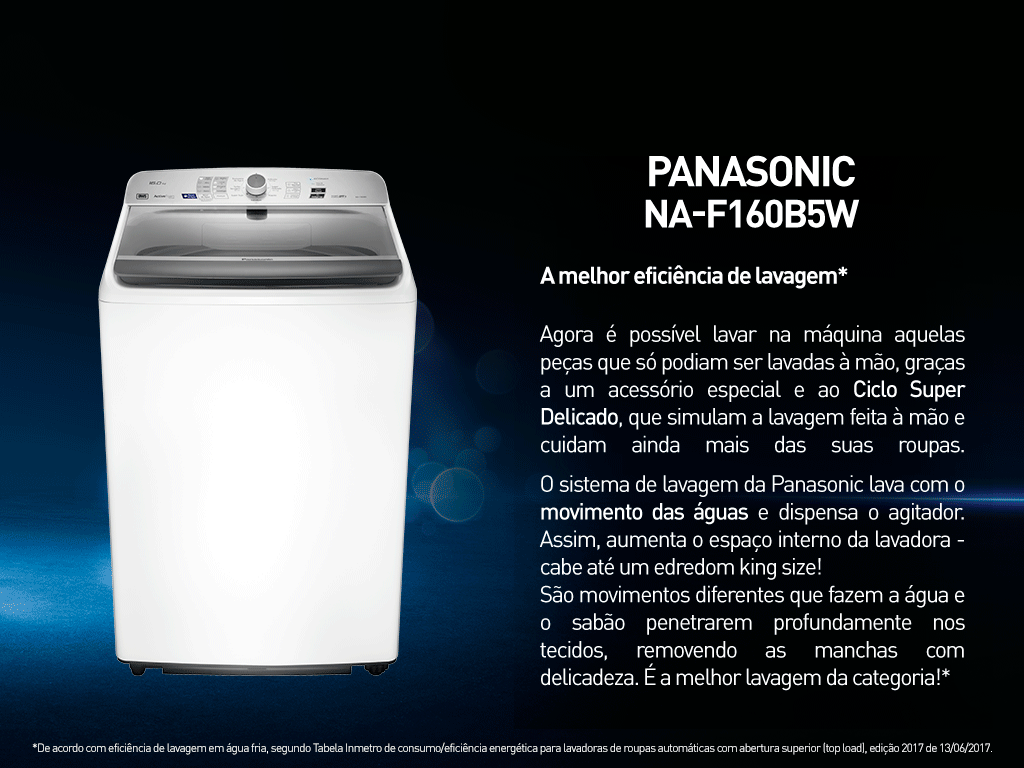 16.0kg
Panasonic
PANASONIC
NA-F160B5W
A melhor eficiência de lavagem*
Agora é possível lavar na máquina aquelas
peças que só podiam ser lavadas à mão, graças
a um acessório especial e ao Ciclo Super
Delicado, que simulam a lavagem feita à mão e
cuidam ainda mais das suas roupas.
O sistema de lavagem da Panasonic lava com o
movimento das águas e dispensa o agitador.
Assim, aumenta o espaço interno da lavadora -
cabe até um edredom king size!
São movimentos diferentes que fazem a água e
o sabão penetrarem profundamente nos
tecidos, removendo as manchas com
delicadeza. É a melhor lavagem da categoria!*
*De acordo com eficiência de lavagem em água fria, segundo Tabela Inmetro de consumo/eficiência energética para lavadoras de roupas automáticas com abertura superior (top load), edição 2017 de 13/06/2017.